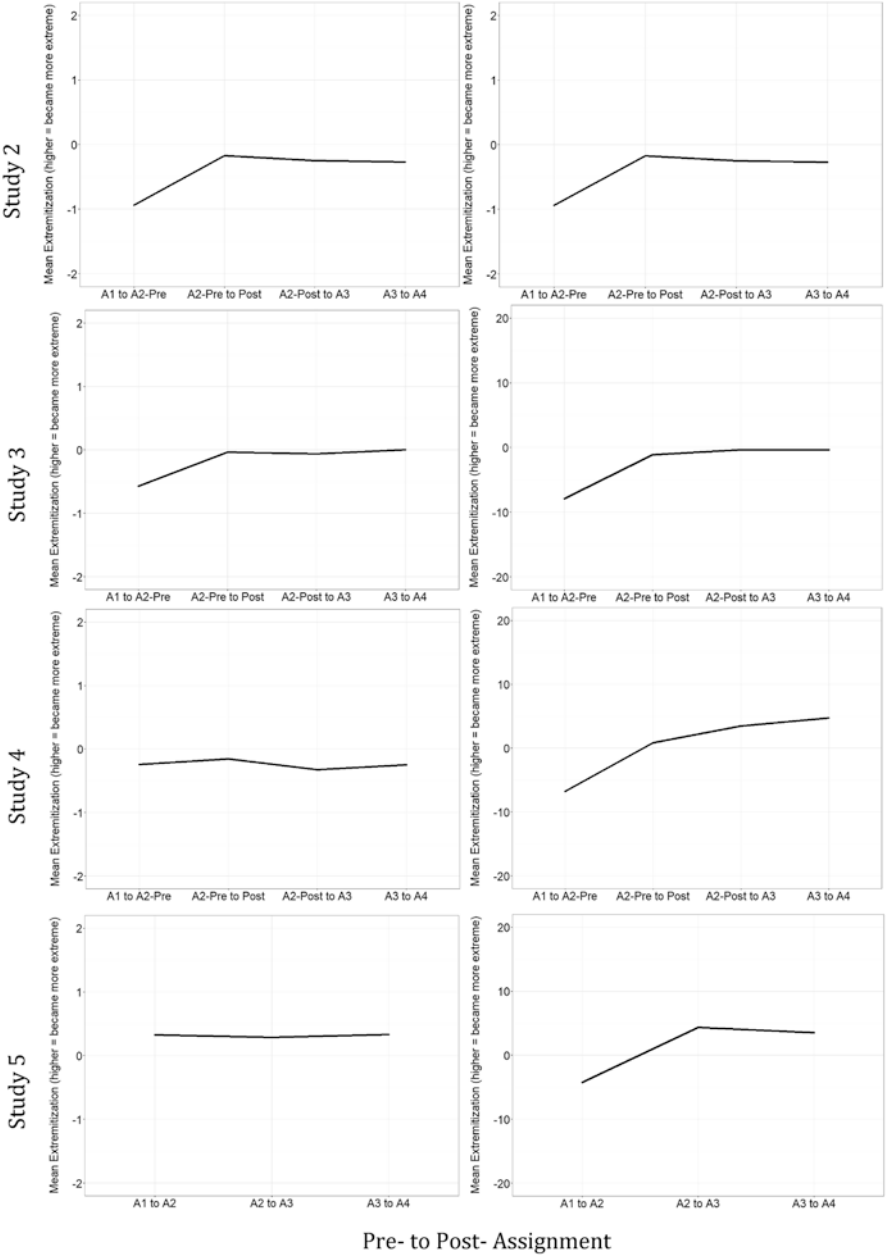 Study 2
Mean Extremitization (higher = became more extreme)
2
1
0
-1
-2
A1 to A2-Pre A2-Pre to Post A2-Post to A3 A3 to A4
Mean Extremitization (higher = became more extreme)
2
1
0
-1
-2
A1 to A2-Pre A2-Pre to Post A2-Post to A3 A3 to A4
Study 3
Mean Extremitization (higher = became more extreme)
2
1
0
-1
-2
A1 to A2-Pre A2-Pre to Post A2-Post to A3 A3 to A4
Mean Extremitization (higher = became more extreme)
20
10
0
-10
-20
A1 to A2-Pre A2-Pre to Post A2-Post to A3 A3 to A4
Study 4
Mean Extremitization (higher = became more extreme)
2
1
0
-1
-2
A1 to A2-Pre A2-Pre to Post A2-Post to A3 A3 to A4
Mean Extremitization (higher = became more extreme)
20
10
0
-10
-20
A1 to A2-Pre A2-Pre to Post A2-Post to A3 A3 to A4
Study 5
Mean Extremitization (higher = became more extreme)
2
1
0
-1
-2
A1 to A2 A2 to A3 A3 to A4
Mean Extremitization (higher = became more extreme)
20
10
0
-10
-20
A1 to A2 A2 to A3 A3 to A4
Pre- to Post- Assignment